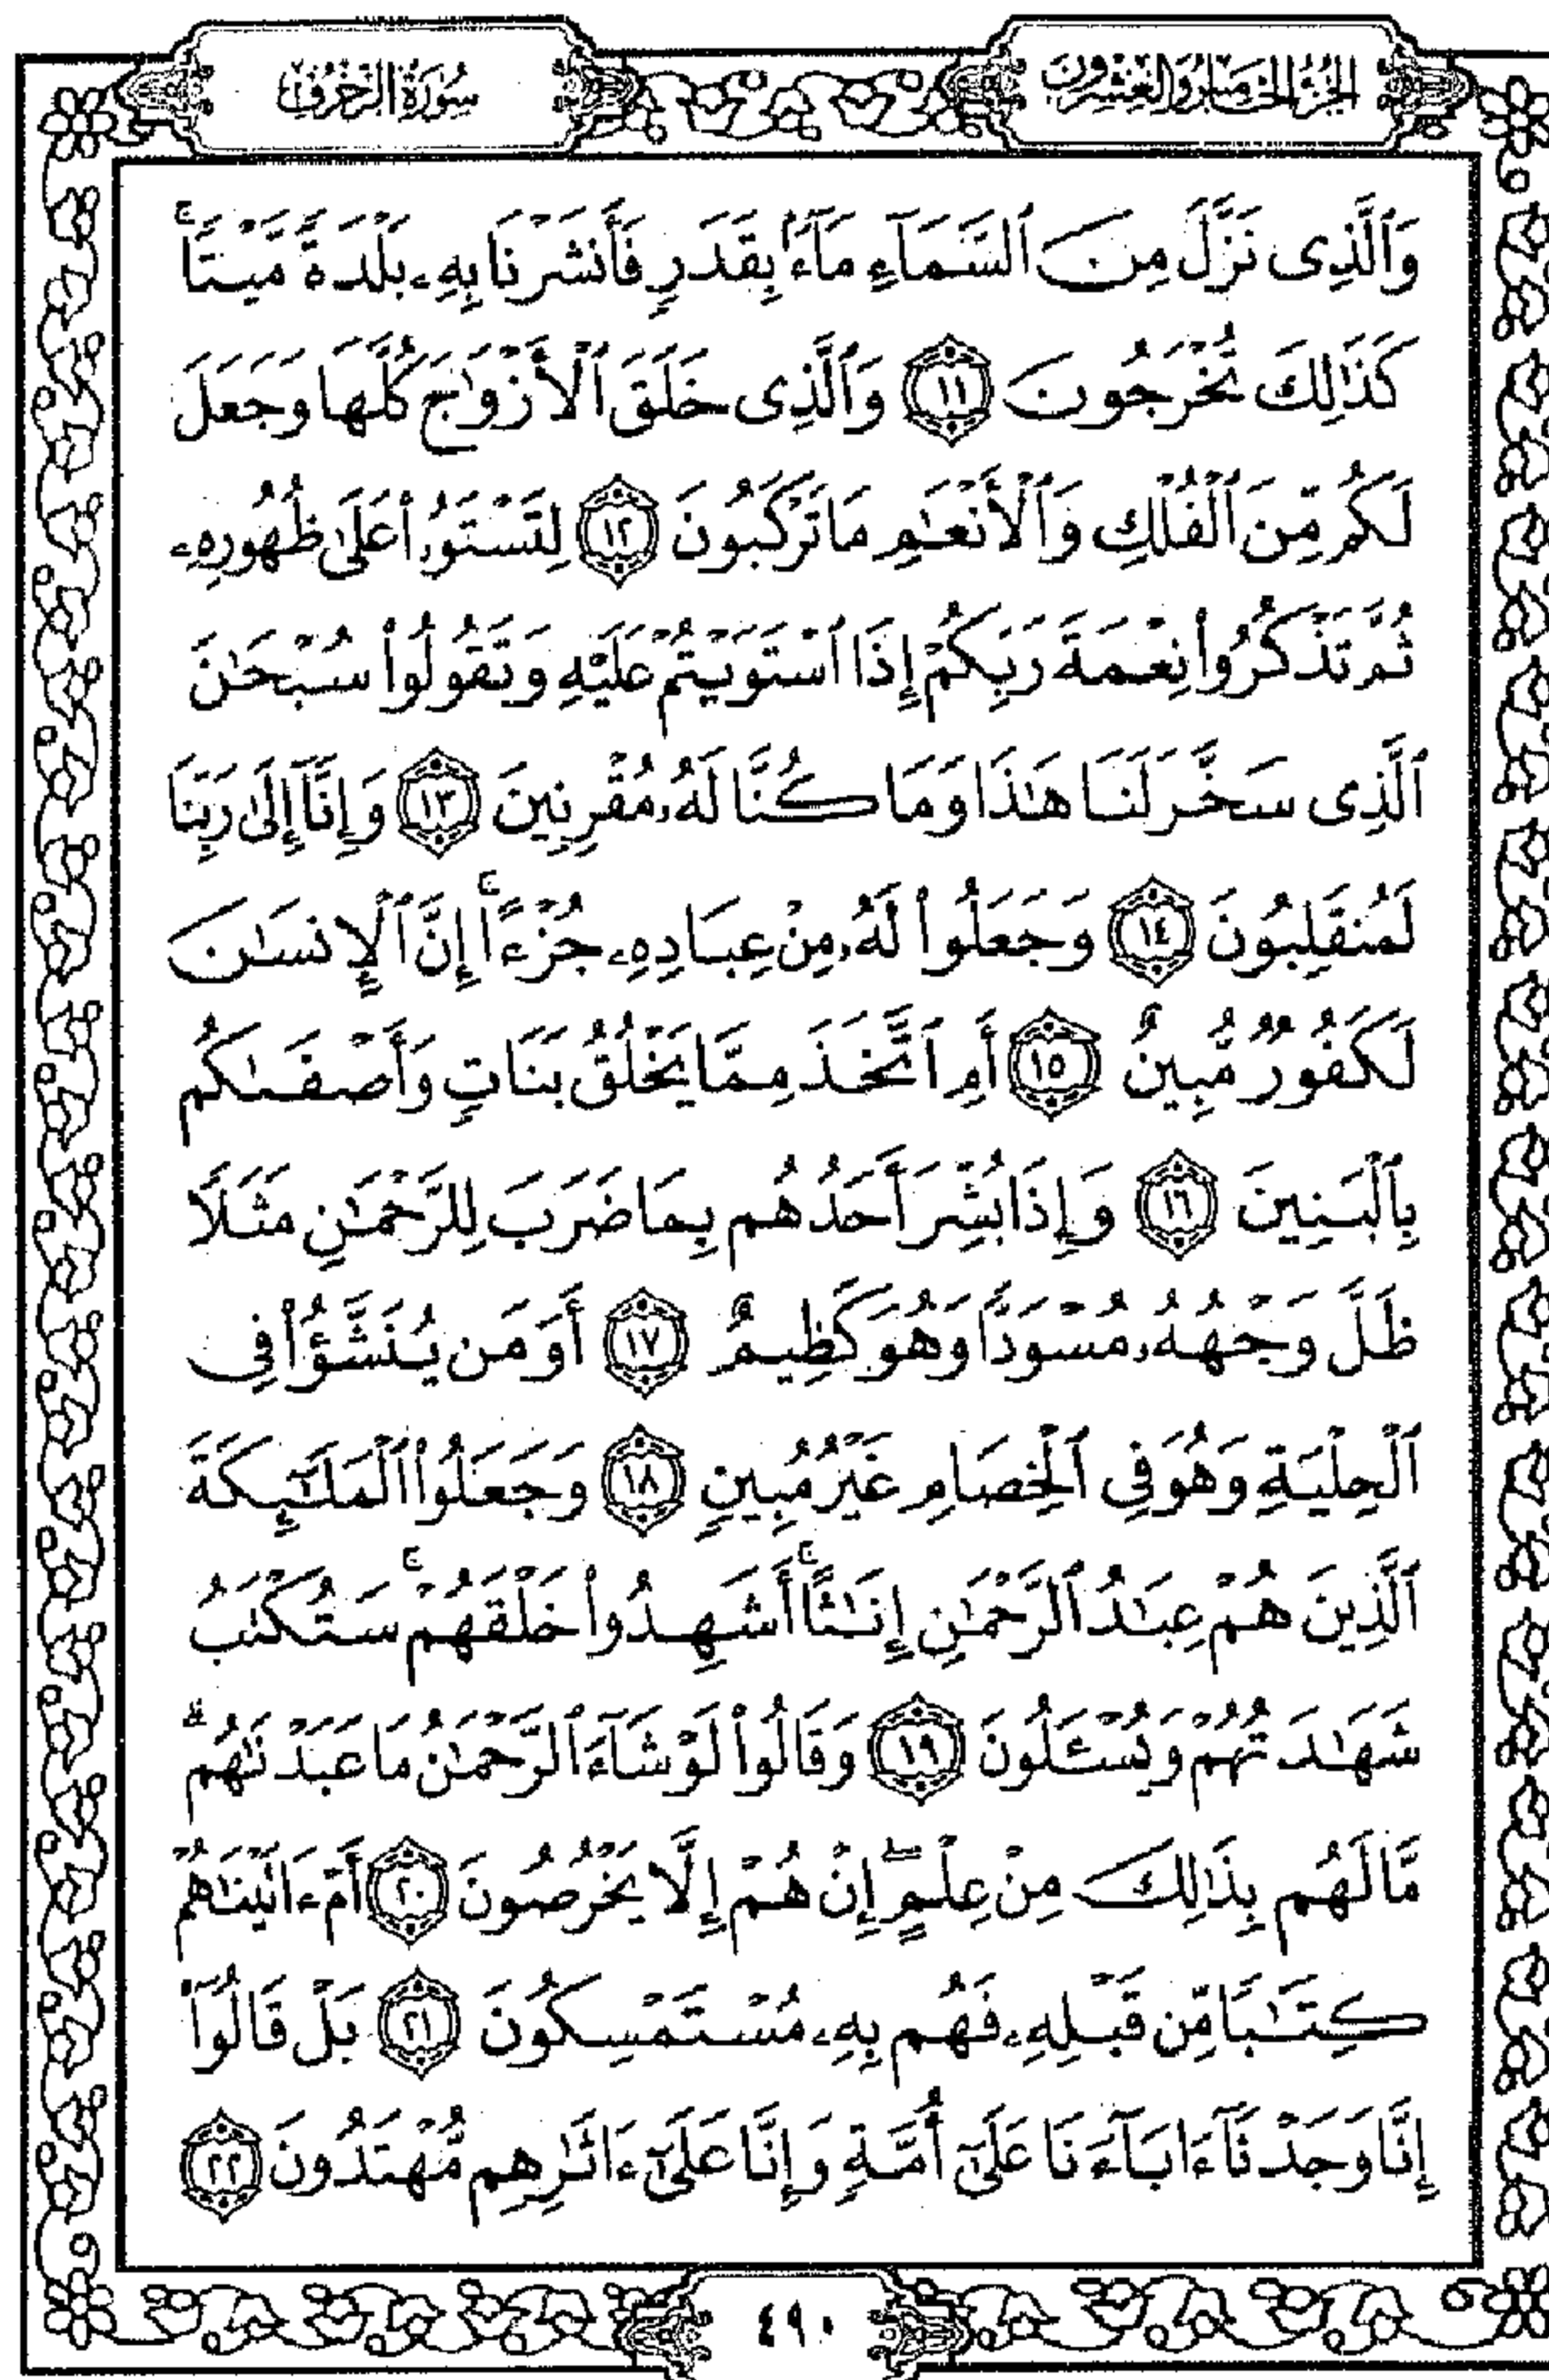 الجزء الخامس والعشرون
سورة الزخرف
وَٱلَّذِى نَزَّلَ مِنَ ٱلسَّمَآءِ مَآءًۢ بِقَدَرٍ فَأَنشَرْنَا بِهِۦ بَلْدَةً مَّيْتًا ۚ
كَذَٰلِكَ تُخْرَجُونَ ١١ وَٱلَّذِى خَلَقَ ٱلْأَزْوَٰجَ كُلَّهَا وَجَعَلَ
لَكُم مِّنَ ٱلْفُلْكِ وَٱلْأَنْعَٰمِ مَا تَرْكَبُونَ ١٢ لِتَسْتَوُۥا۟ عَلَىٰ ظُهُورِهِۦ
ثُمَّ تَذْكُرُوا۟ نِعْمَةَ رَبِّكُمْ إِذَا ٱسْتَوَيْتُمْ عَلَيْهِ وَتَقُولُوا۟ سُبْحَٰنَ
ٱلَّذِى سَخَّرَ لَنَا هَٰذَا وَمَا كُنَّا لَهُۥ مُقْرِنِينَ ١٣ وَإِنَّآ إِلَىٰ رَبِّنَا
لَمُنقَلِبُونَ ١٤ وَجَعَلُوا۟ لَهُۥ مِنْ عِبَادِهِۦ جُزْءًا ۚ إِنَّ ٱلْإِنسَٰنَ
لَكَفُورٌ مُّبِينٌ ١٥ أَمِ ٱتَّخَذَ مِمَّا يَخْلُقُ بَنَاتٍ وَأَصْفَىٰكُم
بِٱلْبَنِينَ ١٦ وَإِذَا بُشِّرَ أَحَدُهُم بِمَا ضَرَبَ لِلرَّحْمَٰنِ مَثَلًا
ظَلَّ وَجْهُهُۥ مُسْوَدًّا وَهُوَ كَظِيمٌ ١٧ أَوَمَن يُنَشَّؤُا۟ فِى
ٱلْحِلْيَةِ وَهُوَ فِى ٱلْخِصَامِ غَيْرُ مُبِينٍ ١٨ وَجَعَلُوا۟ ٱلْمَلَٰٓئِكَةَ
ٱلَّذِينَ هُمْ عِبَٰدُ ٱلرَّحْمَٰنِ إِنَٰثًا ۚ أَشَهِدُوا۟ خَلْقَهُمْ ۚ سَتُكْتَبُ
شَهَٰدَتُهُمْ وَيُسْـَٔلُونَ ١٩ وَقَالُوا۟ لَوْ شَآءَ ٱلرَّحْمَٰنُ مَا عَبَدْنَٰهُم ۗ
مَّا لَهُم بِذَٰلِكَ مِنْ عِلْمٍ ۖ إِنْ هُمْ إِلَّا يَخْرُصُونَ ٢٠ أَمْ ءَاتَيْنَٰهُمْ
كِتَٰبًا مِّن قَبْلِهِۦ فَهُم بِهِۦ مُسْتَمْسِكُونَ ٢١ بَلْ قَالُوٓا۟
إِنَّا وَجَدْنَآ ءَابَآءَنَا عَلَىٰٓ أُمَّةٍ وَإِنَّا عَلَىٰٓ ءَاثَٰرِهِم مُّهْتَدُونَ ٢٢
٤٩٠